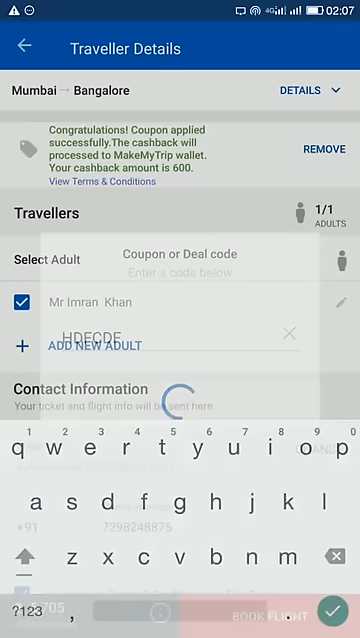 02:07
Traveller Details
Mumbai → Bangalore DETAILS
Congratulations! Coupon applied
successfully.The cashback will
processed to MakeMyTrip wallet.
Your cashback amount is 600.
View Terms & Conditions
REMOVE
Travellers 1/1
ADULTS
Coupon or Deal code
Select Adult
Enter a code below
Mr Imran Khan
HDFCDF
ADD NEW ADULT
Contact Information
Your ticket and flight info will be sent here
1 2 3 4 5 6 7 8 9 0
q w e r t y u i o p
a s d f g h j k l
+91 7298248875
z x c v b n m
?123 , BOOK FLIGHT .